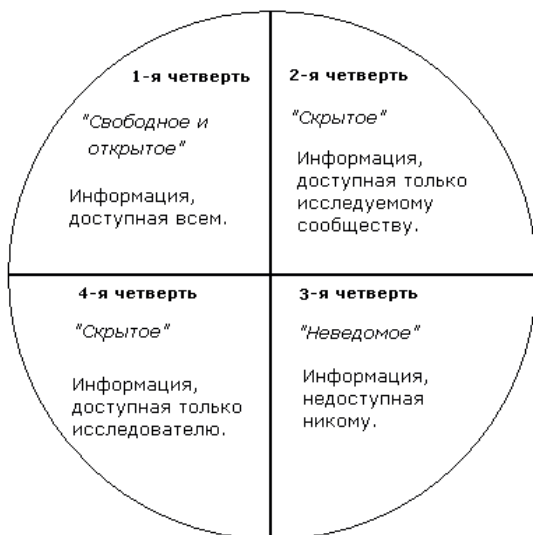 1-я четверть
"Свободное и
открытое"
Информация,
доступная всем.
2-я четверть
"Скрытое"
Информация,
доступная только
исследуемому
сообществу.
4-я четверть
"Скрытое"
Информация,
доступная только
исследователю.
3-я четверть
"Неведомое"
Информация,
недоступная
никому.